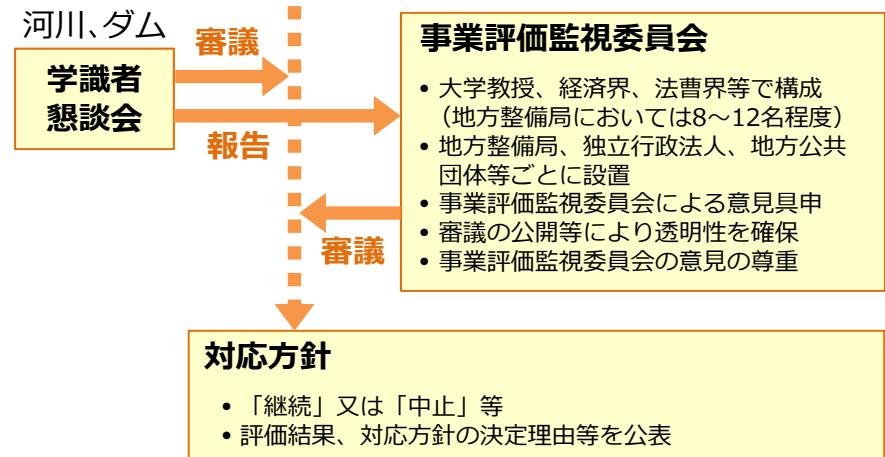 河川、ダム
学識者
懇談会
審議
報告
事業評価監視委員会
• 大学教授、経済界、法曹界等で構成
（地方整備局においては8～12名程度）
• 地方整備局、独立行政法人、地方公共
団体等ごとに設置
• 事業評価監視委員会による意見具申
• 審議の公開等により透明性を確保
• 事業評価監視委員会の意見の尊重
審議
対応方針
• 「継続」又は「中止」等
• 評価結果、対応方針の決定理由等を公表